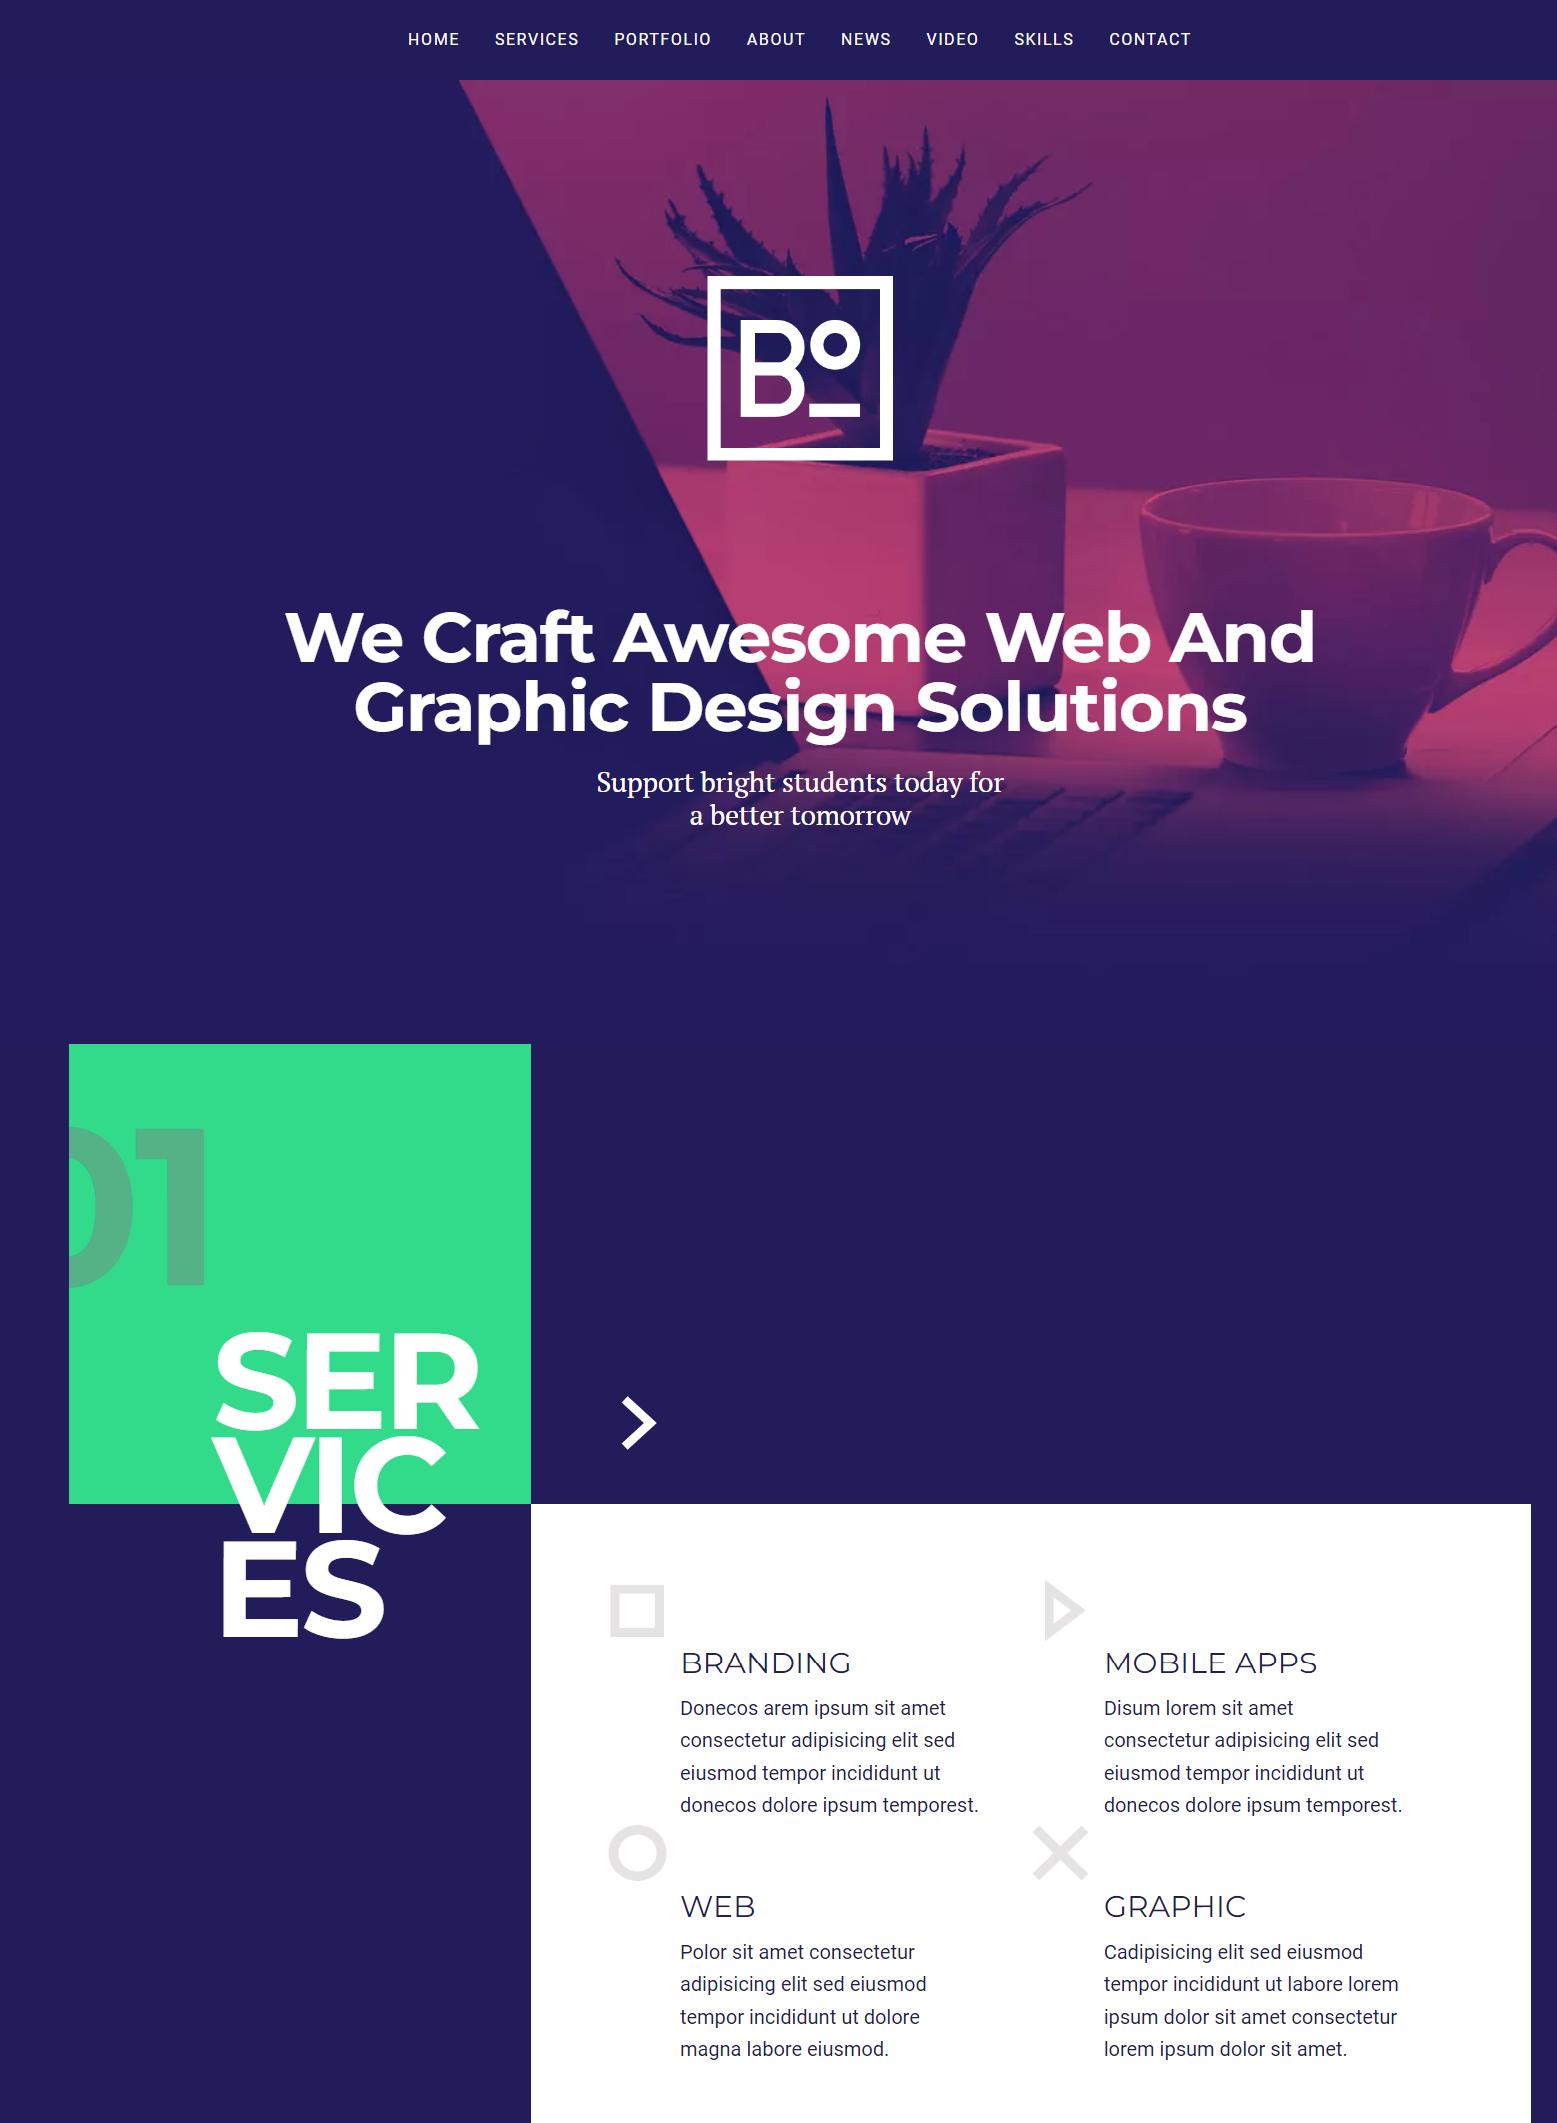 HOME SERVICES PORTFOLIO ABOUT NEWS VIDEO SKILLS CONTACT
Bo
We Craft Awesome Web And
Graphic Design Solutions
Support bright students today for
a better tomorrow
01
SER
VIC
ES
BRANDING
Donecos arem ipsum sit amet
consectetur adipisicing elit sed
eiusmod tempor incididunt ut
donecos dolore ipsum temporest.
MOBILE APPS
Disum lorem sit amet
consectetur adipisicing elit sed
eiusmod tempor incididunt ut
donecos dolore ipsum temporest.
WEB
Polor sit amet consectetur
adipisicing elit sed eiusmod
tempor incididunt ut dolore
magna labore eiusmod.
GRAPHIC
Cadipisicing elit sed eiusmod
tempor incididunt ut labore lorem
ipsum dolor sit amet consectetur
lorem ipsum dolor sit amet.